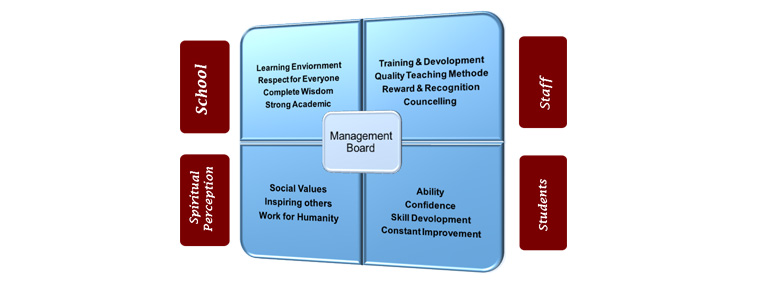 School
Learning Enviornment
Respect for Everyone
Complete Wisdom
Strong Academic
Training & Devolopment
Quality Teaching Methode
Reward & Recognition
Councelling
Staff
Management
Board
Spiritual
Perception
Social Values
Inspiring others
Work for Humanity
Ability
Confidence
Skill Devolopment
Constant Improvement
Students